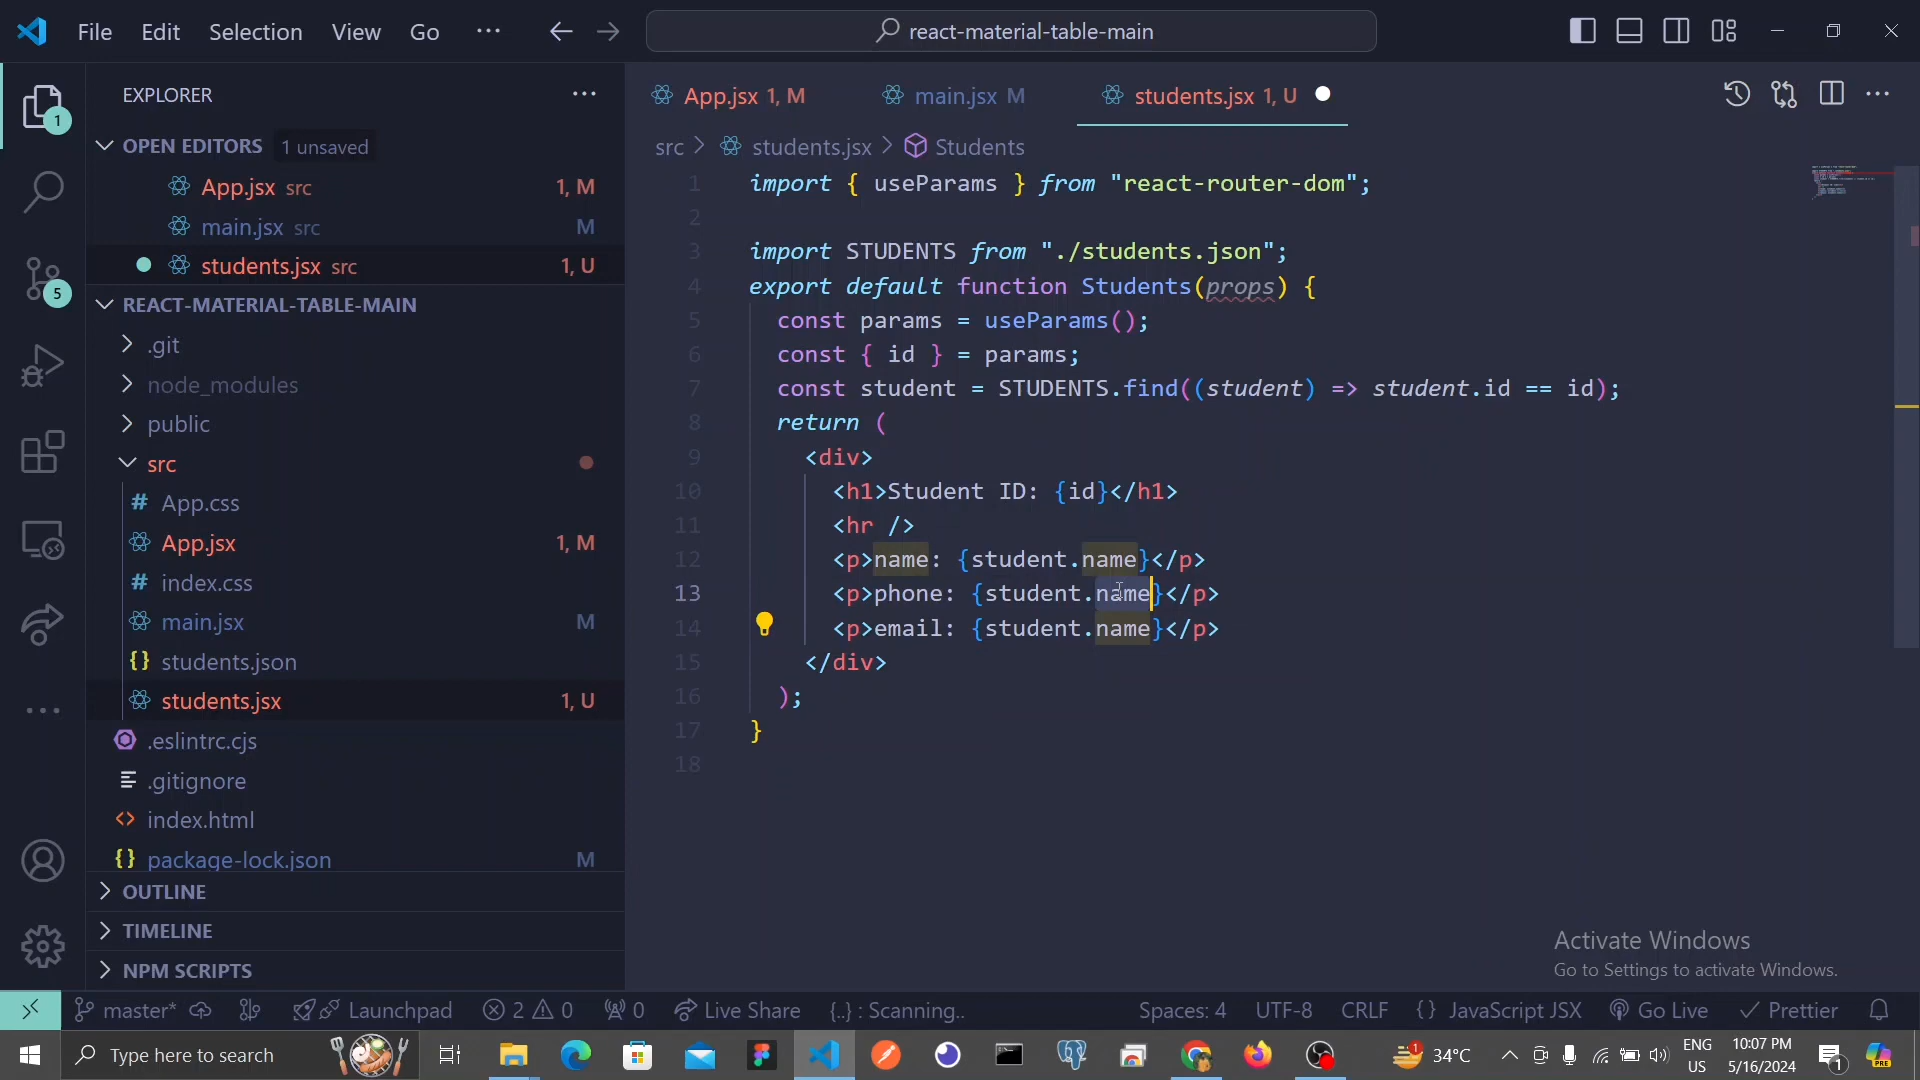 File Edit Selection View Go ··· react-material-table-main
EXPLORER ···
OPEN EDITORS 1 unsaved
App.jsx src 1, M
main.jsx src M
students.jsx src 1, U
REACT-MATERIAL-TABLE-MAIN
.git
node_modules
public
src
App.css
App.jsx 1, M
index.css
main.jsx M
students.json
students.jsx 1, U
.eslintrc.cjs
.gitignore
index.html
package-lock.json M
OUTLINE
TIMELINE
NPM SCRIPTS
1
5
App.jsx 1, M main.jsx M students.jsx 1, U
src > students.jsx > Students
1 import { useParams } from "react-router-dom";
2
3 import STUDENTS from "./students.json";
4 export default function Students(props) {
5 const params = useParams();
6 const { id } = params;
7 const student = STUDENTS.find((student) => student.id == id);
8 return (
9 <div>
10 <h1>Student ID: {id}</h1>
11 <hr />
12 <p>name: {student.name}</p>
13 <p>phone: {student.name}</p>
14 <p>email: {student.name}</p>
15 </div>
16 );
17 }
18
Activate Windows
Go to Settings to activate Windows.
master* Launchpad 2 0 0 Live Share {..} : Scanning.. Spaces: 4 UTF-8 CRLF {} JavaScript JSX Go Live Prettier
Type here to search 1 34°C ENG US 10:07 PM 5/16/2024 1 PRE